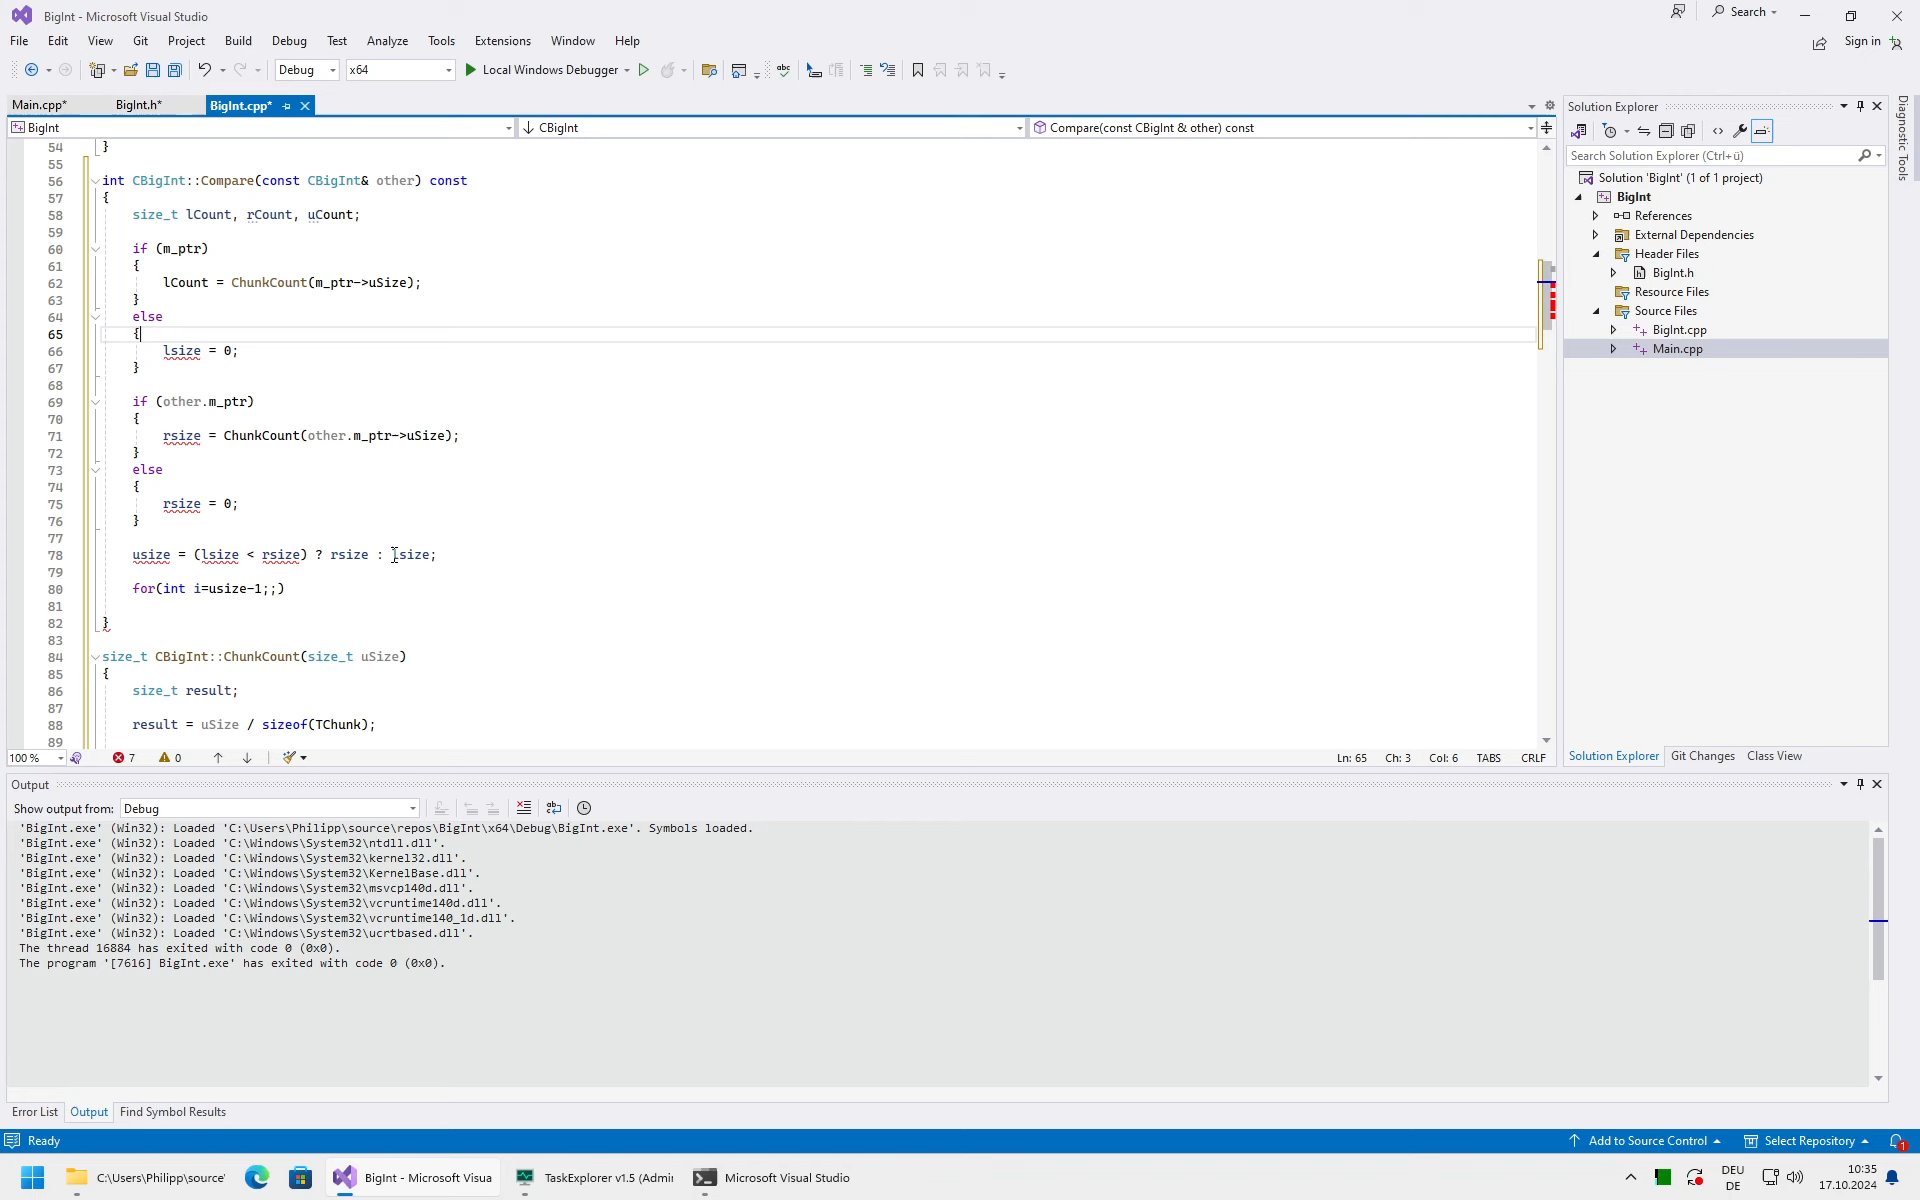 BigInt - Microsoft Visual Studio
Search
File Edit View Git Project Build Debug Test Analyze Tools Extensions Window Help
Sign in
Debug x64 Local Windows Debugger
Main.cpp* BigInt.h* BigInt.cpp*
BigInt CBigInt Compare(const CBigInt & other) const
54 }
55
56 int CBigInt::Compare(const CBigInt& other) const
57 {
58 size_t lCount, rCount, uCount;
59
60 if (m_ptr)
61 {
62 lCount = ChunkCount(m_ptr->uSize);
63 }
64 else
65 {
66 lsize = 0;
67 }
68
69 if (other.m_ptr)
70 {
71 rsize = ChunkCount(other.m_ptr->uSize);
72 }
73 else
74 {
75 rsize = 0;
76 }
77
78 usize = (lsize < rsize) ? rsize : lsize;
79
80 for(int i=usize-1;;)
81
82 }
83
84 size_t CBigInt::ChunkCount(size_t uSize)
85 {
86 size_t result;
87
88 result = uSize / sizeof(TChunk);
89
100 % 7 0 Ln: 65 Ch: 3 Col: 6 TABS CRLF
Solution Explorer
Search Solution Explorer (Ctrl+ü)
Solution 'BigInt' (1 of 1 project)
BigInt
References
External Dependencies
Header Files
BigInt.h
Resource Files
Source Files
BigInt.cpp
Main.cpp
Solution Explorer Git Changes Class View
Diagnostic Tools
Output
Show output from: Debug
'BigInt.exe' (Win32): Loaded 'C:\Users\Philipp\source\repos\BigInt\x64\Debug\BigInt.exe'. Symbols loaded.
'BigInt.exe' (Win32): Loaded 'C:\Windows\System32\ntdll.dll'.
'BigInt.exe' (Win32): Loaded 'C:\Windows\System32\kernel32.dll'.
'BigInt.exe' (Win32): Loaded 'C:\Windows\System32\KernelBase.dll'.
'BigInt.exe' (Win32): Loaded 'C:\Windows\System32\msvcp140d.dll'.
'BigInt.exe' (Win32): Loaded 'C:\Windows\System32\vcruntime140d.dll'.
'BigInt.exe' (Win32): Loaded 'C:\Windows\System32\vcruntime140_1d.dll'.
'BigInt.exe' (Win32): Loaded 'C:\Windows\System32\ucrtbased.dll'.
The thread 16884 has exited with code 0 (0x0).
The program '[7616] BigInt.exe' has exited with code 0 (0x0).
Error List Output Find Symbol Results
Ready
Add to Source Control Select Repository 1
C:\Users\Philipp\source' BigInt - Microsoft Visua TaskExplorer v1.5 (Admir Microsoft Visual Studio
DEU
DE
10:35
17.10.2024